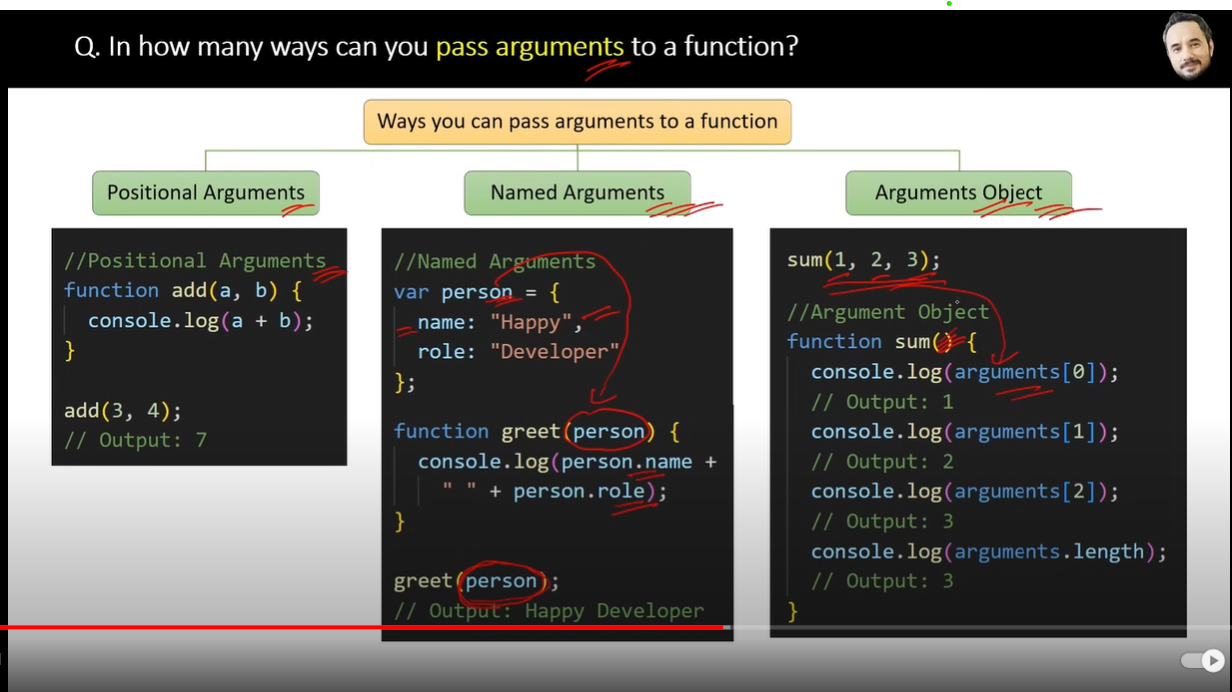 Q. In how many ways can you pass arguments to a function?
Ways you can pass arguments to a function
Positional Arguments
Named Arguments
Arguments Object
//Positional Arguments
function add(a, b) {
console.log(a + b);
}
add(3, 4);
// Output: 7
//Named Arguments
var person = {
name: "Happy",
role: "Developer"
};
function greet(person) {
console.log(person.name +
" " + person.role);
}
greet(person);
// Output: Happy Developer
sum(1, 2, 3);
//Argument Object
function sum() {
console.log(arguments[0]);
// Output: 1
console.log(arguments[1]);
// Output: 2
console.log(arguments[2]);
// Output: 3
console.log(arguments.length);
// Output: 3
}